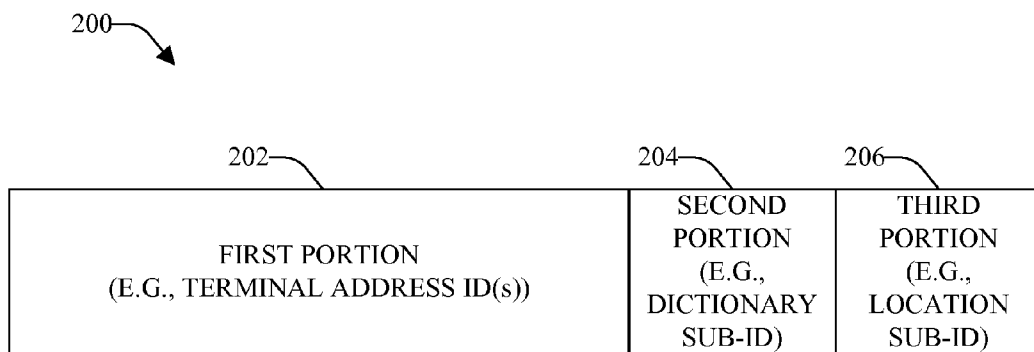 200
202
204
206
FIRST PORTION
(E.G., TERMINAL ADDRESS ID(s))
SECOND
PORTION
(E.G.,
DICTIONARY
SUB-ID)
THIRD
PORTION
(E.G.,
LOCATION
SUB-ID)